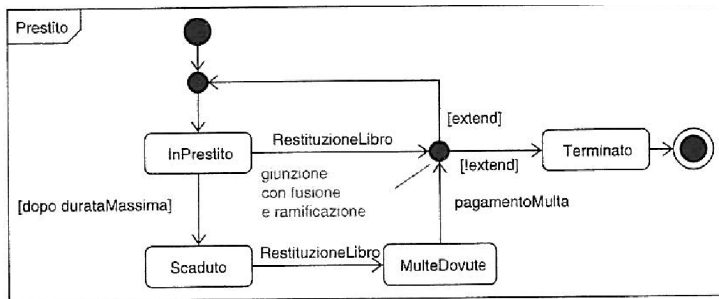 Prestito
[extend]
RestituzioneLibro
InPrestito
Terminato
[!extend]
giunzione
con fusione
e ramificazione
[dopo durataMassima]
pagamentoMulta
RestituzioneLibro
Scaduto
MulteDovute